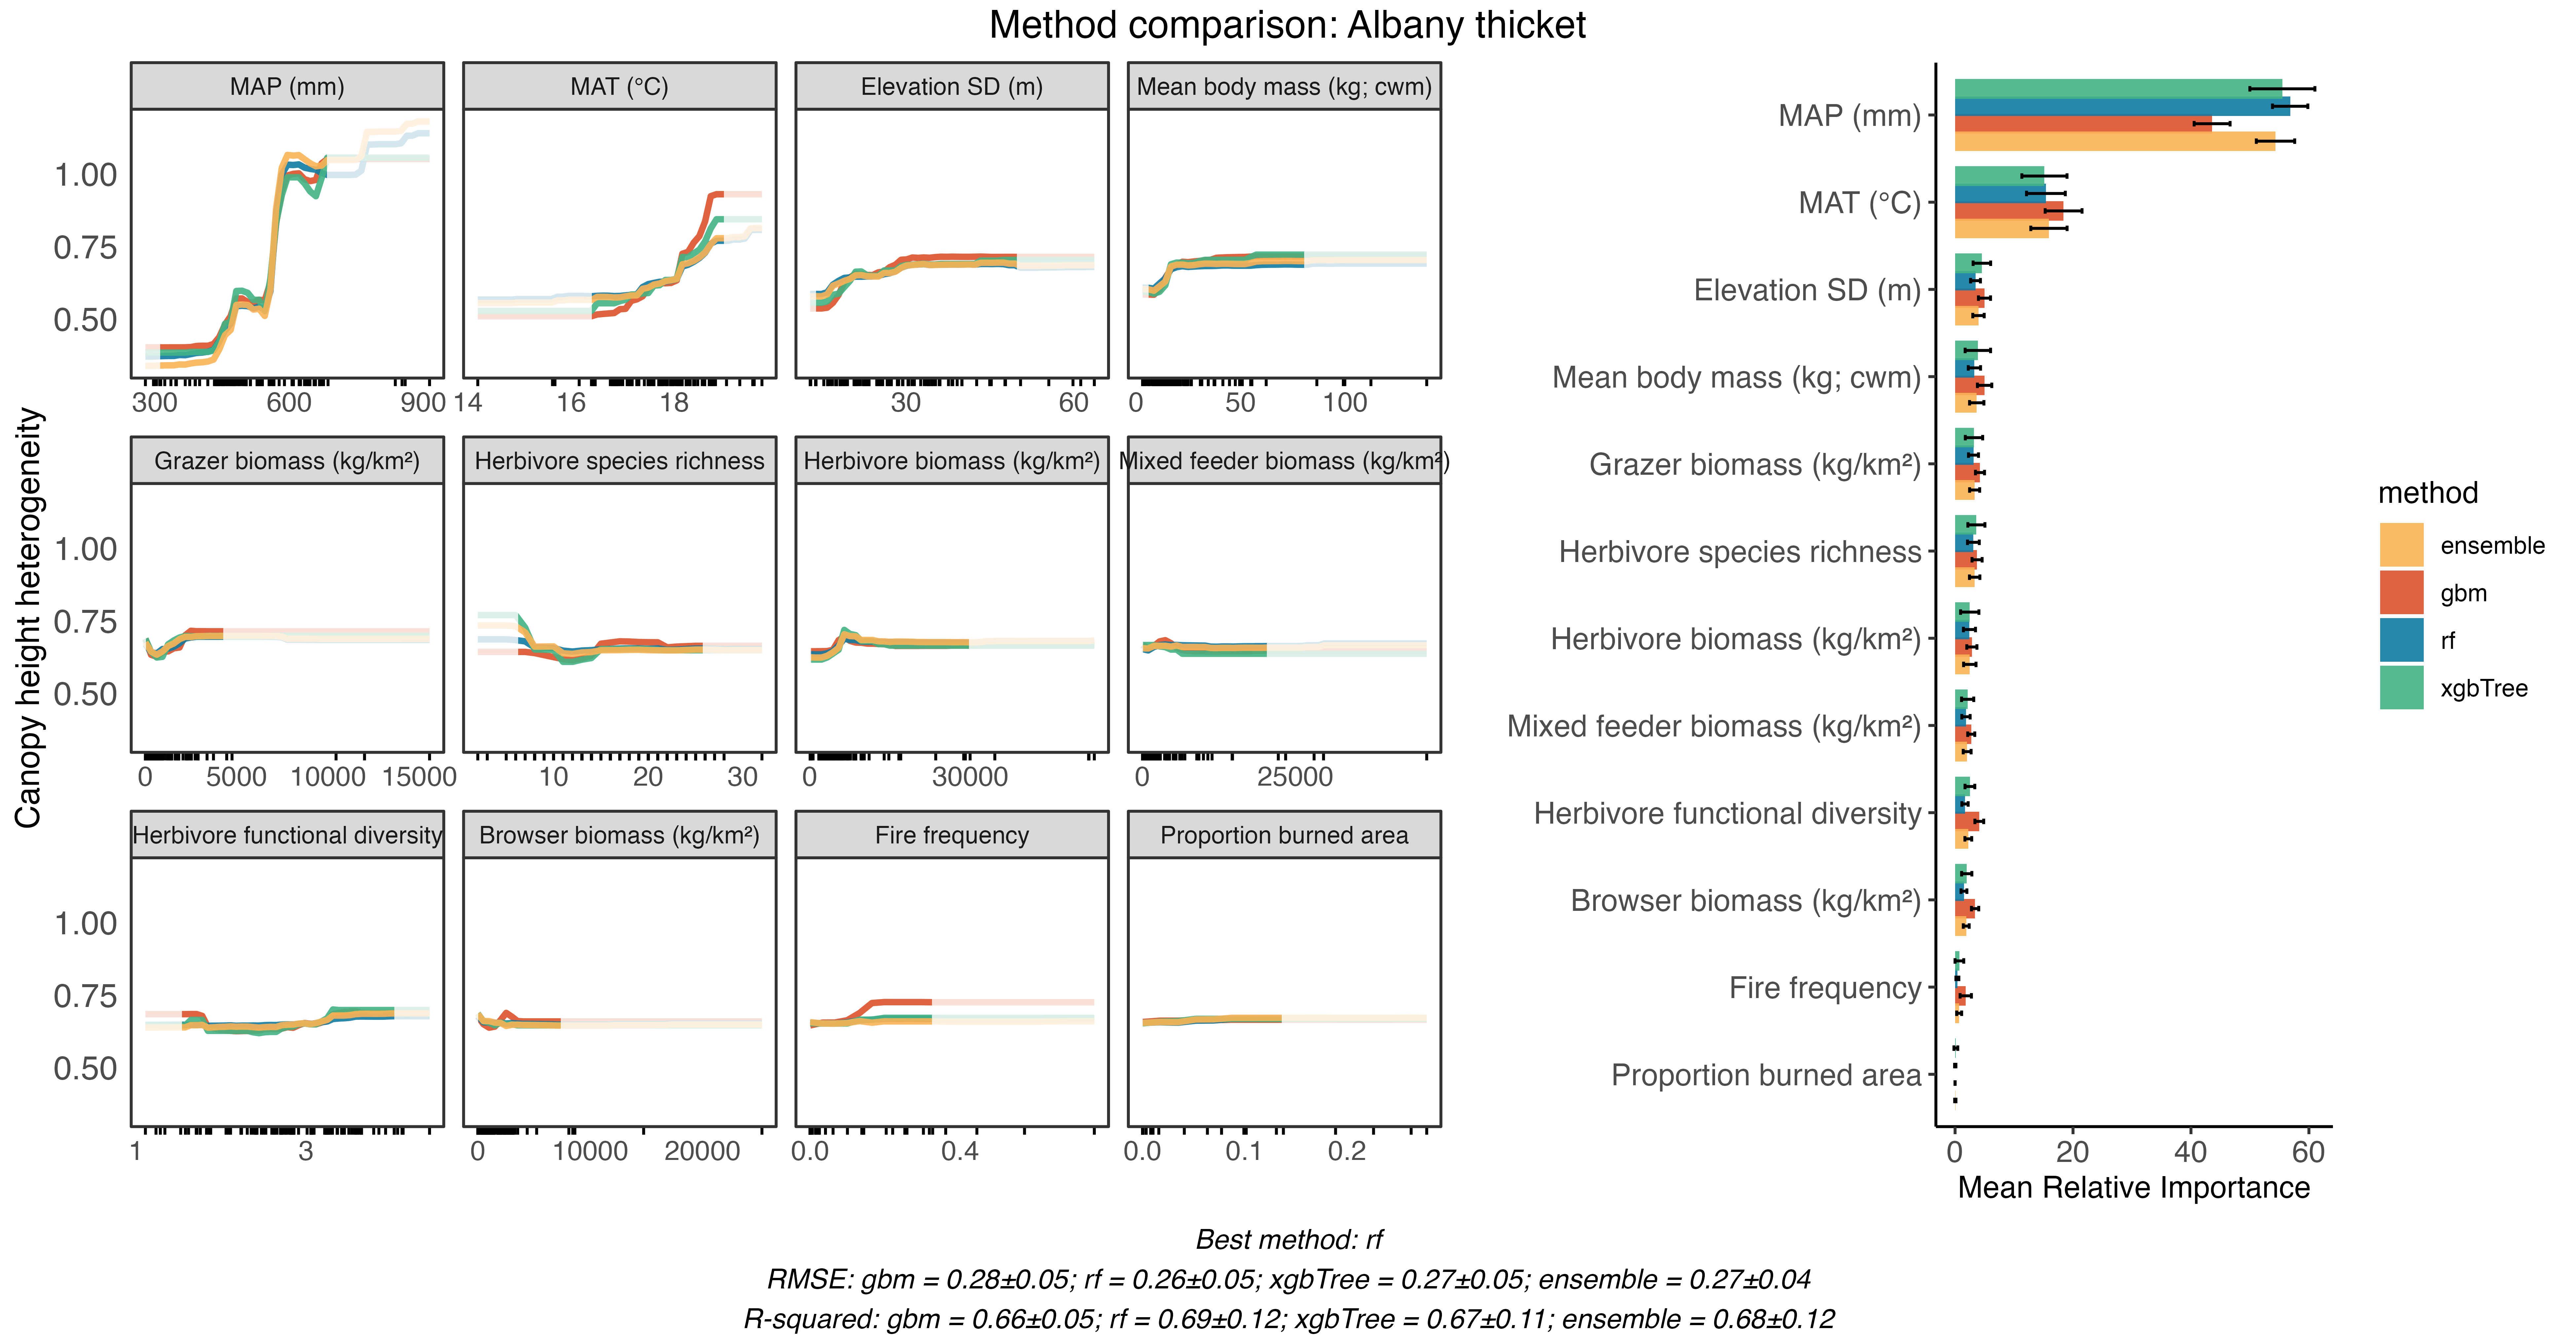 Method comparison: Albany thicket
MAP (mm)
MAT (°C)
Elevation SD (m)
Mean body mass (kg; cwm)
1.00
0.75
0.50
300 600 900
14 16 18
30 60
0 50 100
Grazer biomass (kg/km²)
Herbivore species richness
Herbivore biomass (kg/km²)
Mixed feeder biomass (kg/km²)
1.00
0.75
0.50
0 5000 10000 15000
10 20 30
0 30000
0 25000
Herbivore functional diversity
Browser biomass (kg/km²)
Fire frequency
Proportion burned area
1.00
0.75
0.50
1 3
0 10000 20000
0.0 0.4
0.0 0.1 0.2
Canopy height heterogeneity
MAP (mm)
MAT (°C)
Elevation SD (m)
Mean body mass (kg; cwm)
Grazer biomass (kg/km²)
Herbivore species richness
Herbivore biomass (kg/km²)
Mixed feeder biomass (kg/km²)
Herbivore functional diversity
Browser biomass (kg/km²)
Fire frequency
Proportion burned area
0 20 40 60
Mean Relative Importance
method
ensemble
gbm
rf
xgbTree
Best method: rf
RMSE: gbm = 0.28±0.05; rf = 0.26±0.05; xgbTree = 0.27±0.05; ensemble = 0.27±0.04
R-squared: gbm = 0.66±0.05; rf = 0.69±0.12; xgbTree = 0.67±0.11; ensemble = 0.68±0.12